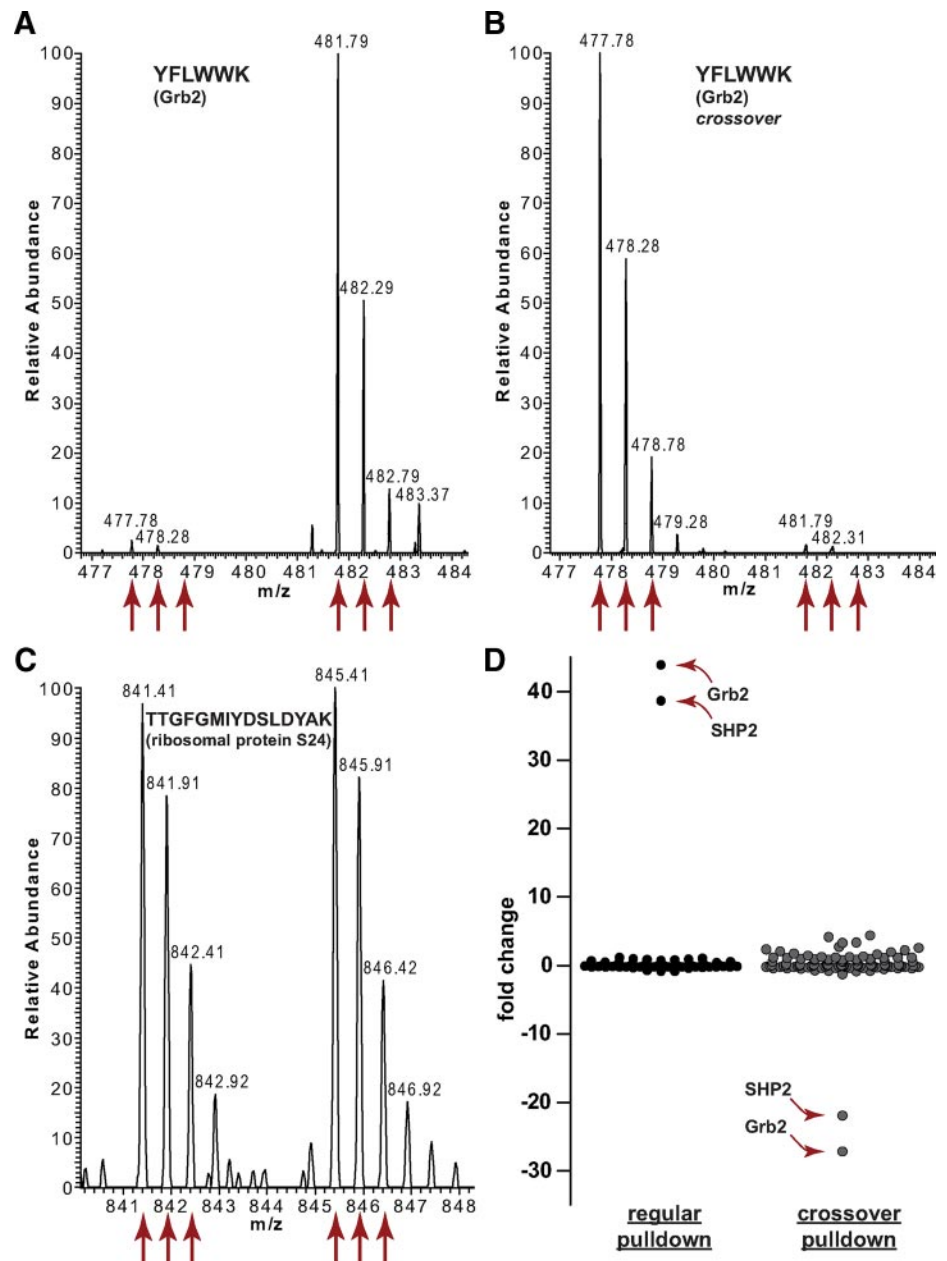 A
YFLWWK
(Grb2)
481.79
482.29
482.79
483.37
477.78
478.28
Relative Abundance
100
90
80
70
60
50
40
30
20
10
0
477 478 479 480 481 482 483 484
m/z
B
YFLWWK
(Grb2)
crossover
477.78
478.28
478.78
479.28
481.79
482.31
Relative Abundance
100
90
80
70
60
50
40
30
20
10
0
477 478 479 480 481 482 483 484
m/z
C
TTGFGMIYDSLDYAK
(ribosomal protein S24)
841.41
841.91
842.41
842.92
845.41
845.91
846.42
846.92
Relative Abundance
100
90
80
70
60
50
40
30
20
10
0
841 842 843 844 845 846 847 848
m/z
D
fold change
40
30
20
10
0
-10
-20
-30
Grb2
SHP2
SHP2
Grb2
regular
pulldown
crossover
pulldown